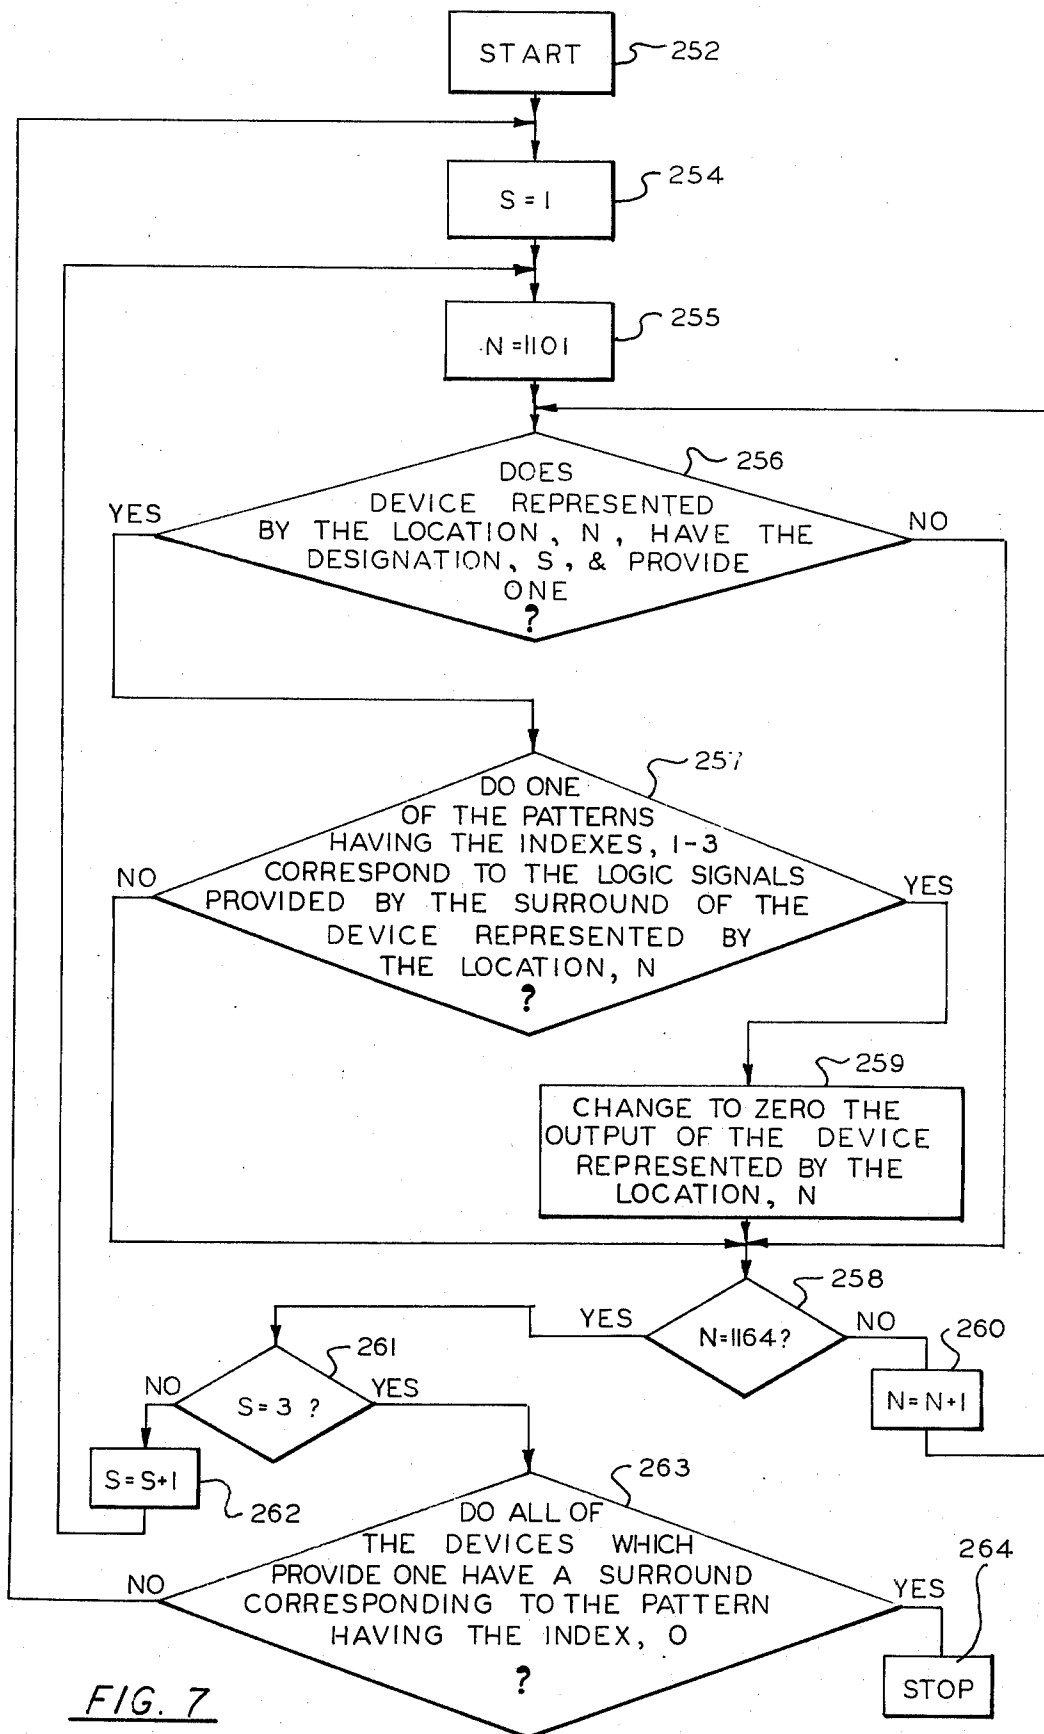 START
252
S = 1
254
N = 1101
255
256
DOES
DEVICE REPRESENTED
BY THE LOCATION, N, HAVE THE
DESIGNATION, S, & PROVIDE
ONE
?
YES
NO
257
DO ONE
OF THE PATTERNS
HAVING THE INDEXES, 1-3
CORRESPOND TO THE LOGIC SIGNALS
PROVIDED BY THE SURROUND OF THE
DEVICE REPRESENTED BY
THE LOCATION, N
?
NO
YES
259
CHANGE TO ZERO THE
OUTPUT OF THE DEVICE
REPRESENTED BY THE
LOCATION, N
258
YES
N=1164?
NO
260
N=N+1
261
NO
S=3 ?
YES
S=S+1
262
263
DO ALL OF
THE DEVICES WHICH
PROVIDE ONE HAVE A SURROUND
CORRESPONDING TO THE PATTERN
HAVING THE INDEX, 0
?
NO
YES
264
STOP
FIG. 7